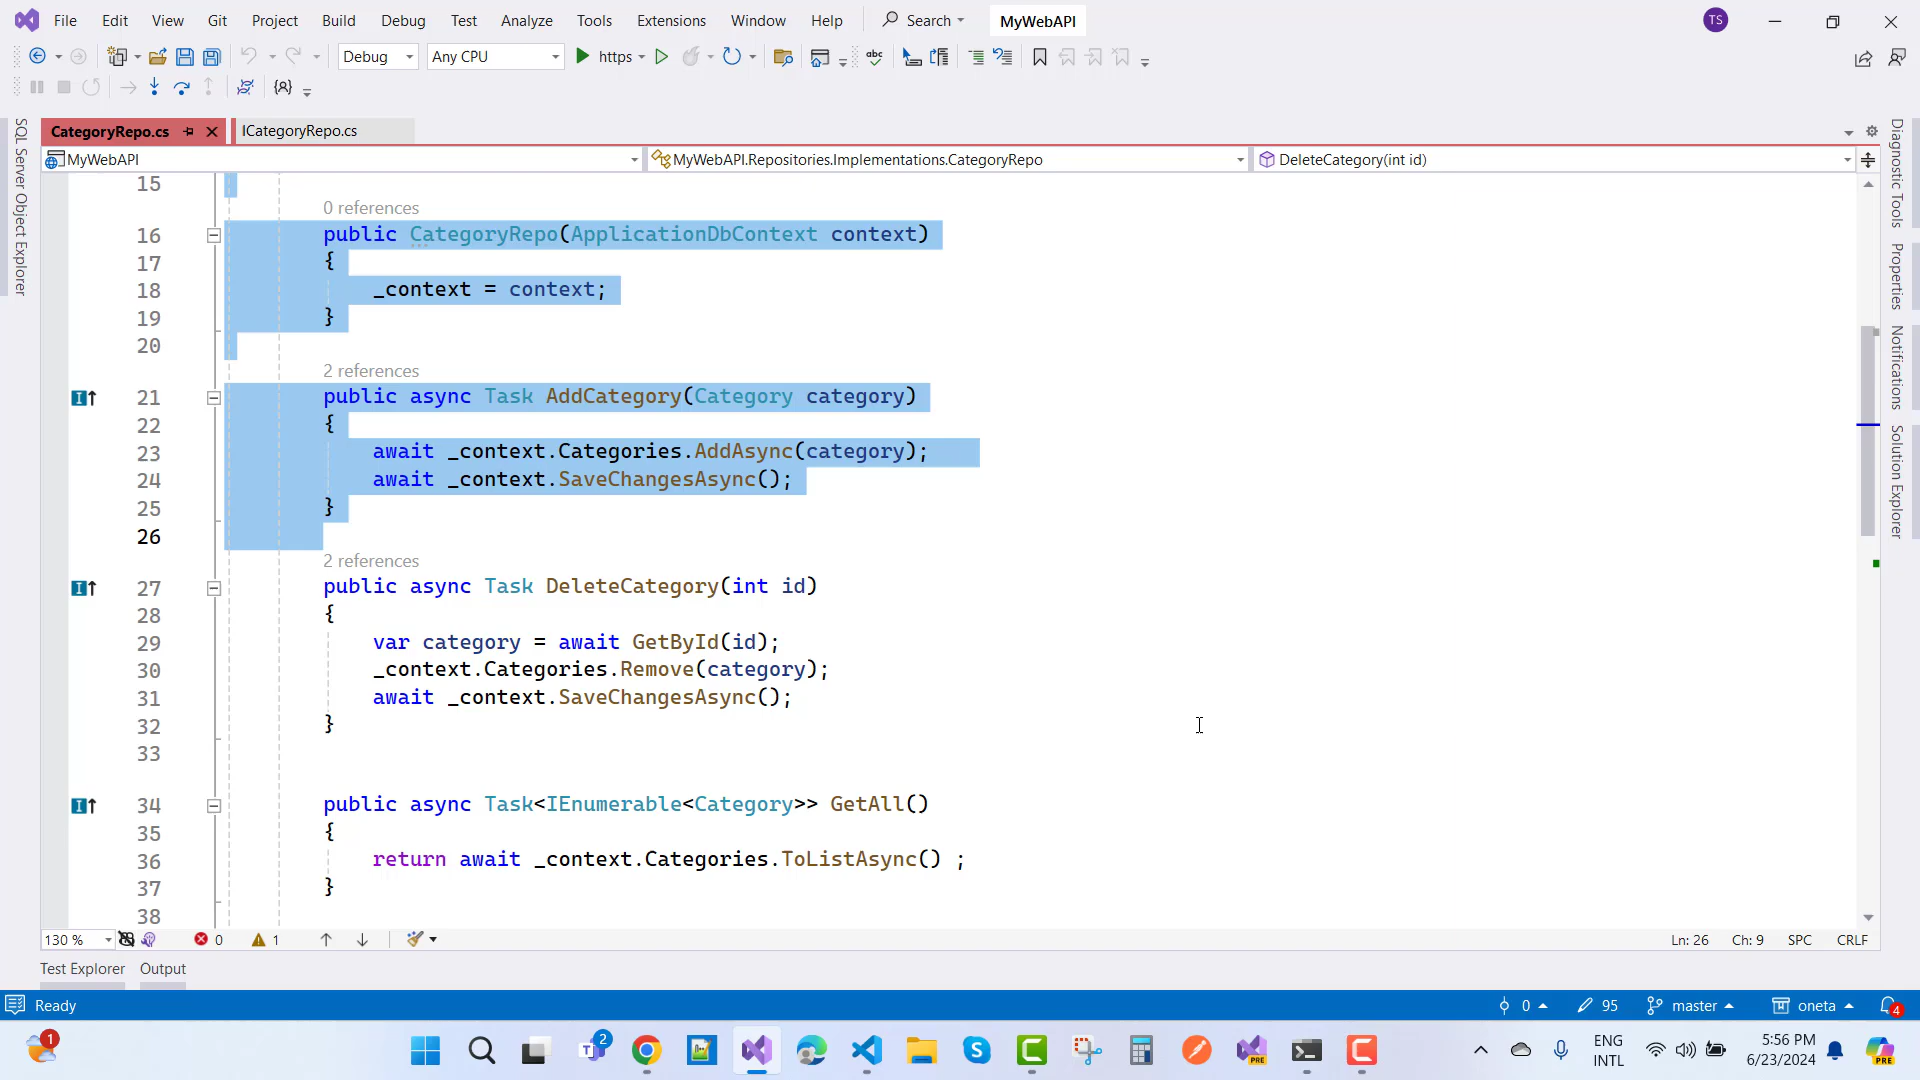 File Edit View Git Project Build Debug Test Analyze Tools Extensions Window Help Search MyWebAPI TS
Debug Any CPU https abc
CategoryRepo.cs ICategoryRepo.cs
MyWebAPI MyWebAPI.Repositories.Implementations.CategoryRepo DeleteCategory(int id)
SQL Server Object Explorer
15
0 references
16 public CategoryRepo(ApplicationDbContext context)
17 {
18 _context = context;
19 }
20
2 references
21 public async Task AddCategory(Category category)
22 {
23 await _context.Categories.AddAsync(category);
24 await _context.SaveChangesAsync();
25 }
26
2 references
27 public async Task DeleteCategory(int id)
28 {
29 var category = await GetById(id);
30 _context.Categories.Remove(category);
31 await _context.SaveChangesAsync();
32 }
33
34 public async Task<IEnumerable<Category>> GetAll()
35 {
36 return await _context.Categories.ToListAsync() ;
37 }
38
Diagnostic Tools
Properties
Notifications
Solution Explorer
130 % 0 1 Ln: 26 Ch: 9 SPC CRLF
Test Explorer Output
Ready 0 95 master oneta 4
1 2 PRE ENG INTL 5:56 PM 6/23/2024 PRE